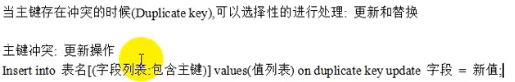 当主键存在冲突的时候(Duplicate key),可以选择性的进行处理: 更新和替换
主键冲突: 更新操作
Insert into 表名[(字段列表:包含主键)] values(值列表) on duplicate key update 字段 = 新值;